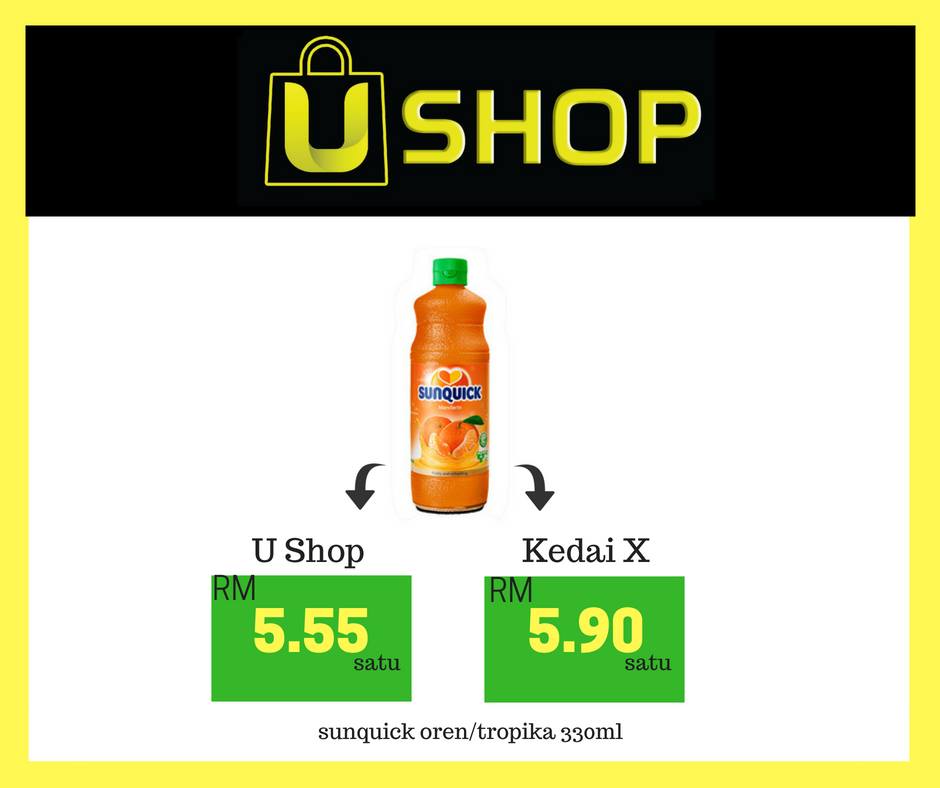 U SHOP
SUNQUICK
Mandarin
U Shop
Kedai X
RM
5.55
satu
RM
5.90
satu
sunquick oren/tropika 330ml